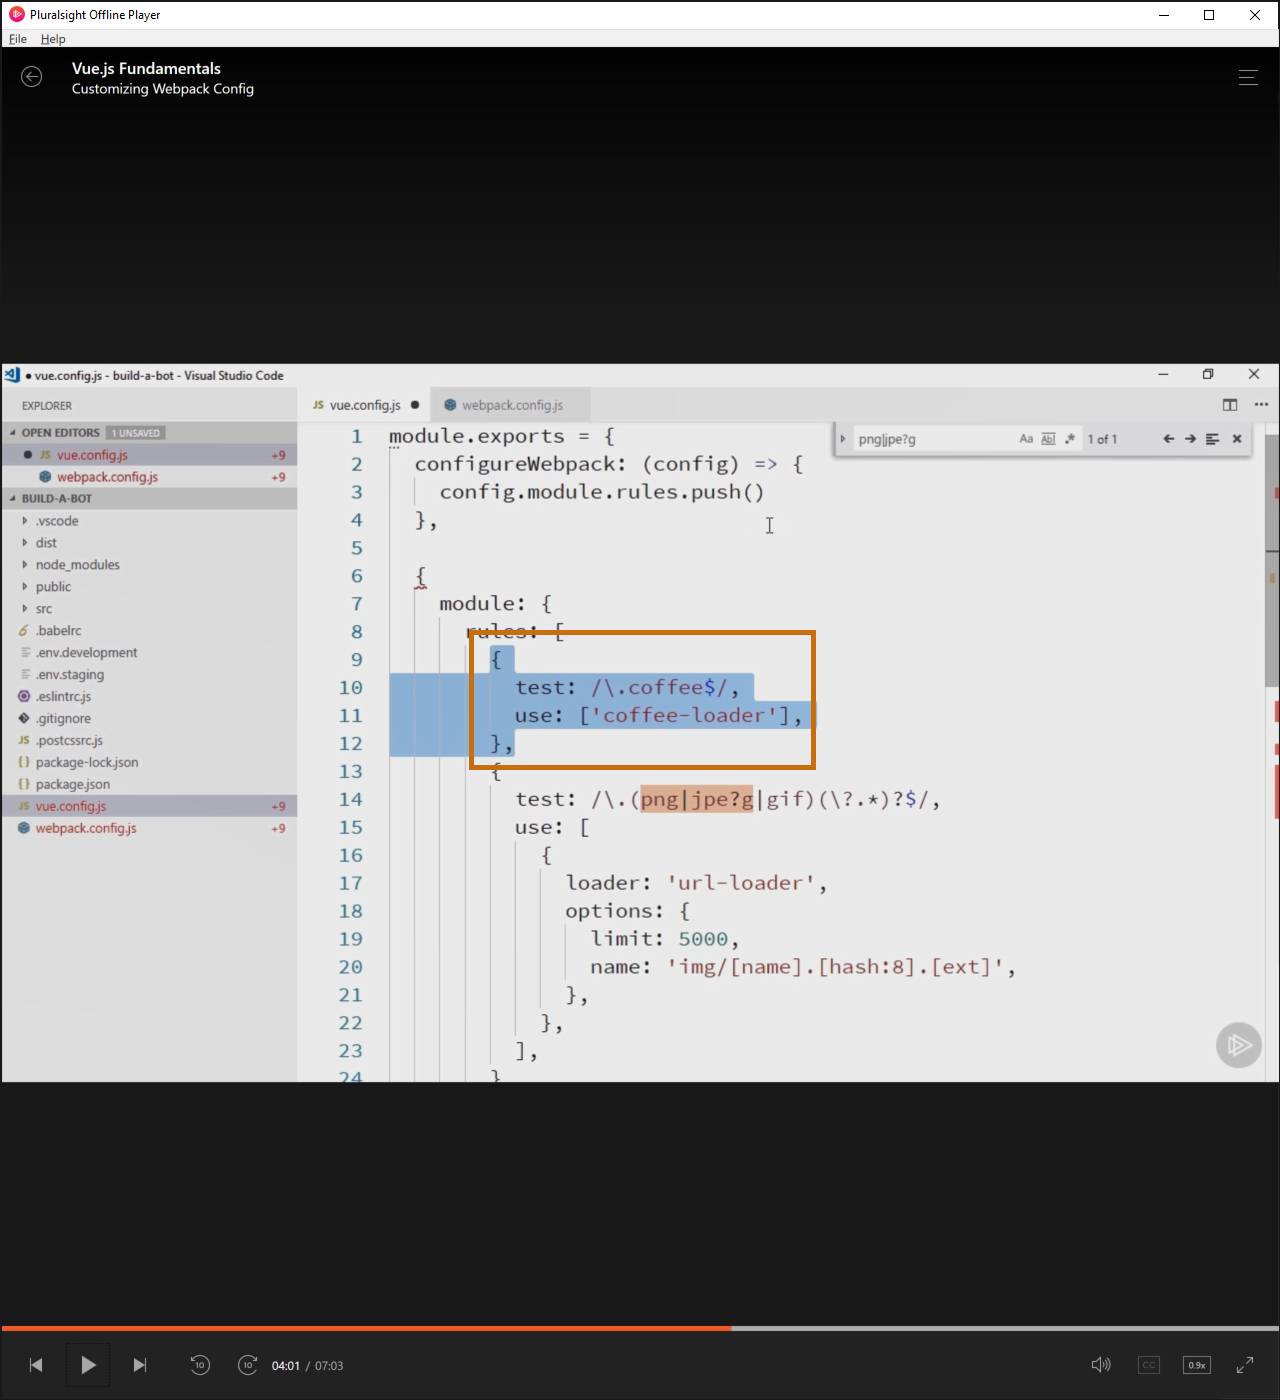 Pluralsight Offline Player
File Help
Vue.js Fundamentals
Customizing Webpack Config
● vue.config.js - build-a-bot - Visual Studio Code
EXPLORER
OPEN EDITORS 1 UNSAVED
JS vue.config.js +9
webpack.config.js +9
BUILD-A-BOT
.vscode
dist
node_modules
public
src
.babelrc
.env.development
.env.staging
.eslintrc.js
.gitignore
JS .postcssrc.js
{} package-lock.json
{} package.json
JS vue.config.js +9
webpack.config.js +9
JS vue.config.js ●
webpack.config.js
png|jpe?g Aa Abl .* 1 of 1
1 module.exports = {
2 configureWebpack: (config) => {
3 config.module.rules.push()
4 },
5
6 {
7 module: {
8 rules: [
9 {
10 test: /\.coffee$/,
11 use: ['coffee-loader'],
12 },
13 {
14 test: /\.(png|jpe?g|gif)(\?.*)?$/,
15 use: [
16 {
17 loader: 'url-loader',
18 options: {
19 limit: 5000,
20 name: 'img/[name].[hash:8].[ext]',
21 },
22 },
23 ],
24 }
10 10 04:01 / 07:03
CC 0.9x